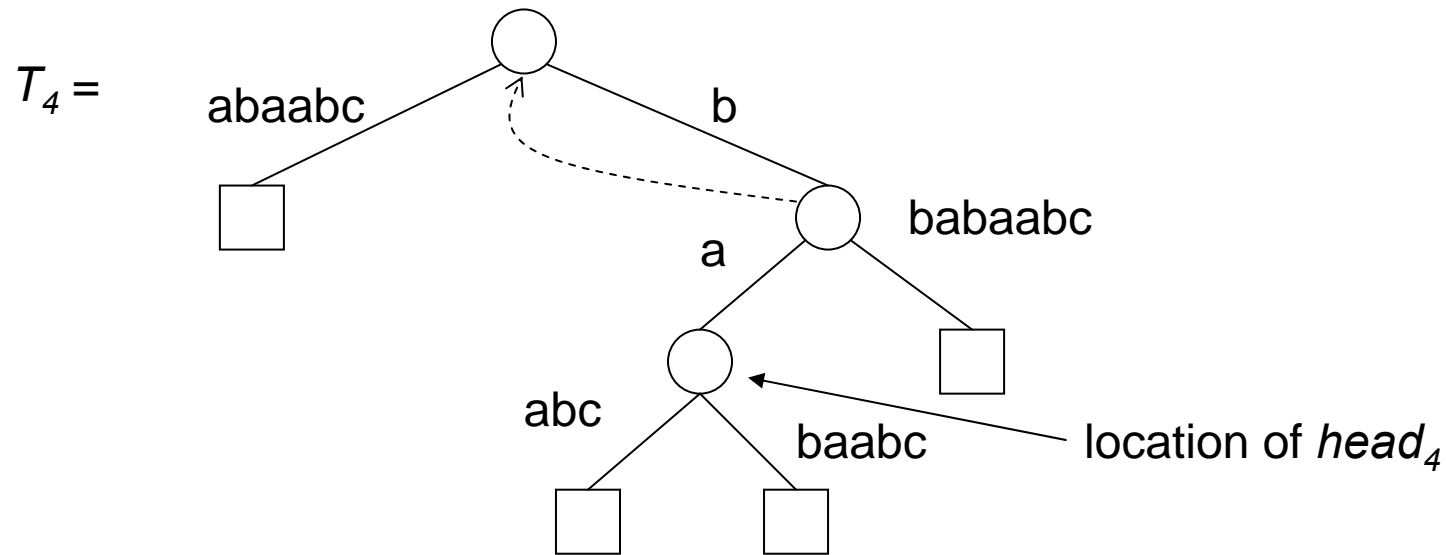 T₄ =
abaabc
b
babaabc
a
abc
baabc
location of head₄